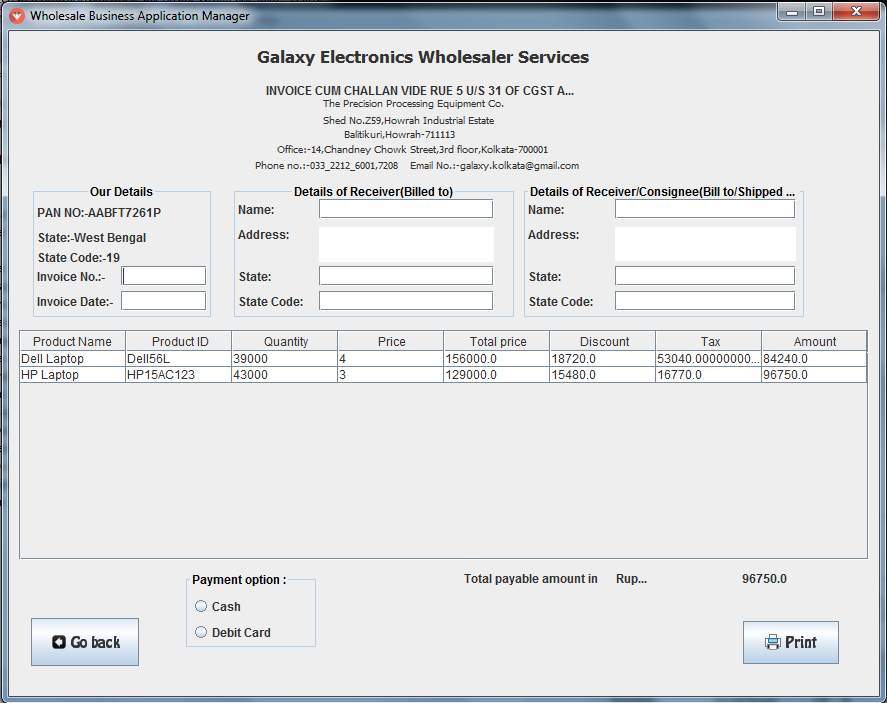 Wholesale Business Application Manager
Galaxy Electronics Wholesaler Services
INVOICE CUM CHALLAN VIDE RUE 5 U/S 31 OF CGST A...
The Precision Processing Equipment Co.
Shed No.Z59,Howrah Industrial Estate
Balitikuri,Howrah-711113
Office:-14,Chandney Chowk Street,3rd floor,Kolkata-700001
Phone no.:-033_2212_6001,7208 Email No.:-galaxy.kolkata@gmail.com
Our Details
PAN NO:-AABFT7261P
State:-West Bengal
State Code:-19
Invoice No.:-
Invoice Date:-
Details of Receiver(Billed to)
Name:
Address:
State:
State Code:
Details of Receiver/Consignee(Bill to/Shipped ...
Name:
Address:
State:
State Code:
Product Name Product ID Quantity Price Total price Discount Tax Amount
Dell Laptop Dell56L 39000 4 156000.0 18720.0 53040.00000000... 84240.0
HP Laptop HP15AC123 43000 3 129000.0 15480.0 16770.0 96750.0
Payment option :
Cash
Debit Card
Total payable amount in Rup... 96750.0
Go back
Print